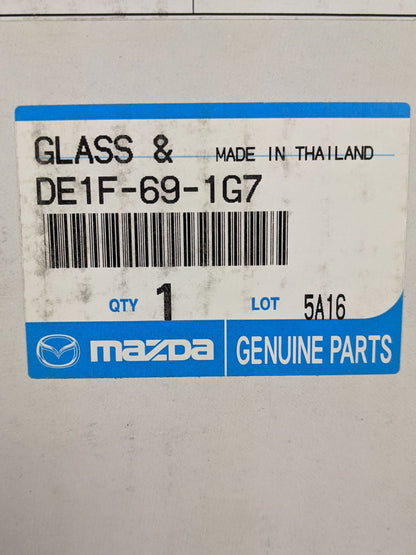 GLASS & MADE IN THAILAND
DE1F-69-1G7
QTY 1 LOT 5A16
mazda GENUINE PARTS